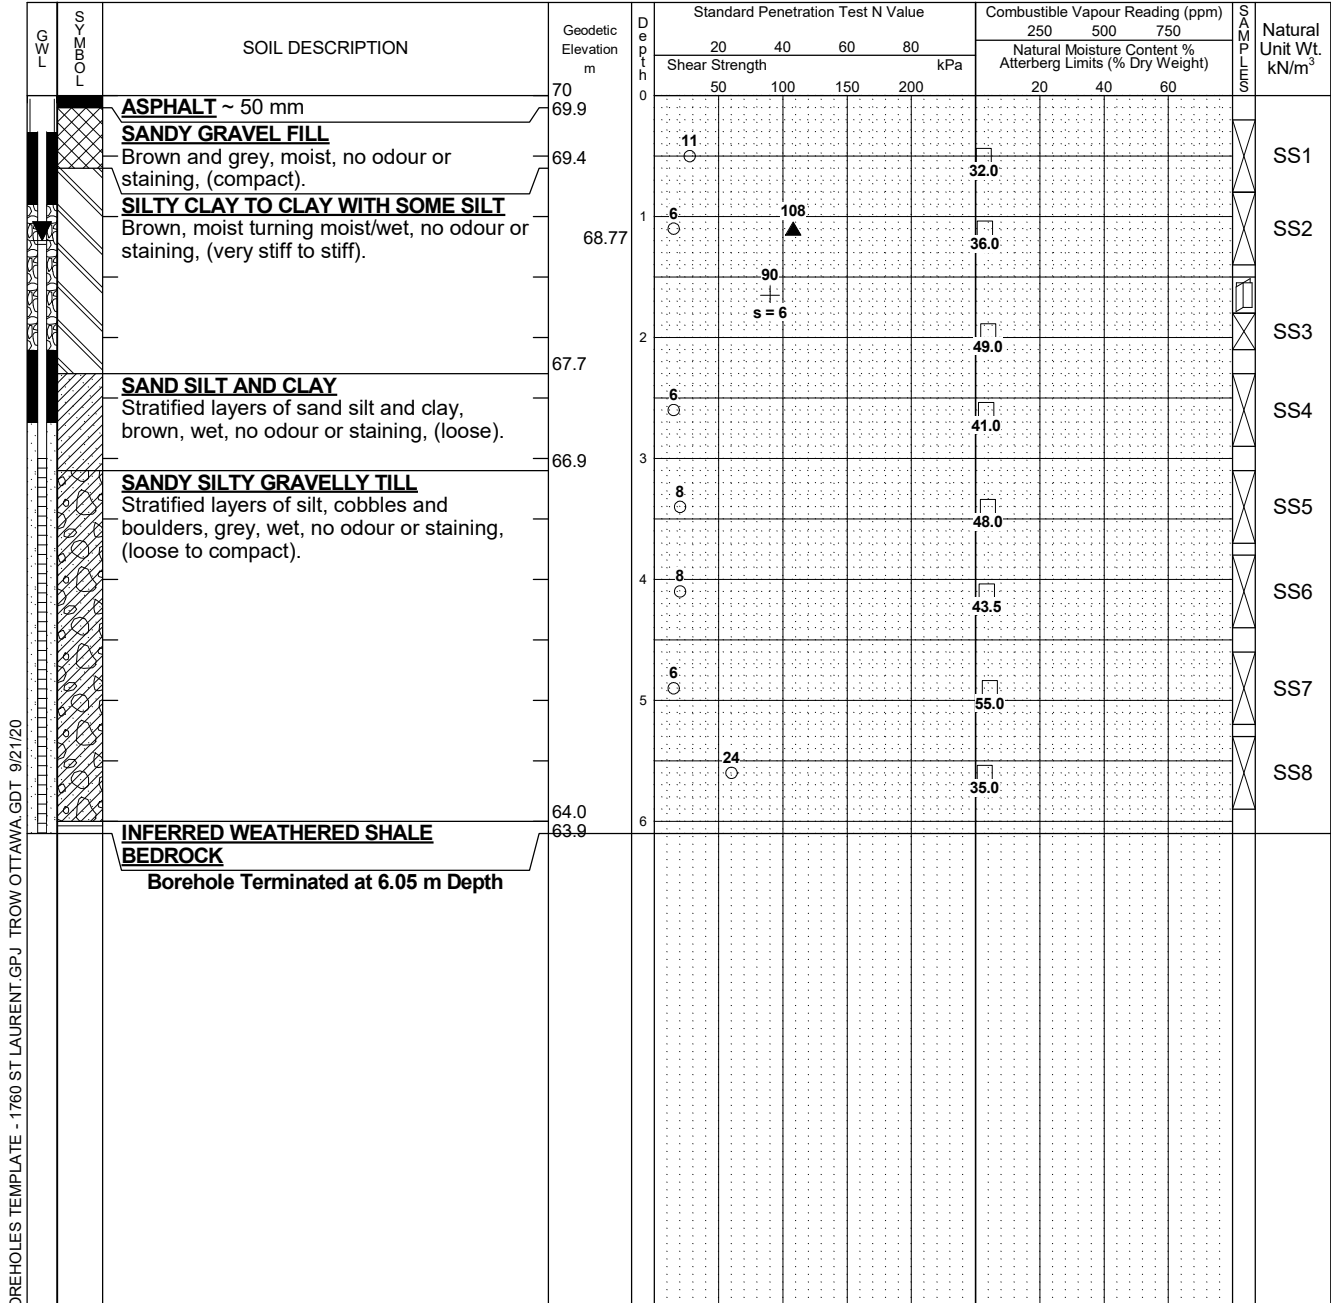 GWL
SYMBOL
SOIL DESCRIPTION
Geodetic
Elevation
m
Depth
Standard Penetration Test N Value
20 40 60 80
Shear Strength kPa
50 100 150 200
Combustible Vapour Reading (ppm)
250 500 750
Natural Moisture Content %
Atterberg Limits (% Dry Weight)
20 40 60
SAMPLES
Natural
Unit Wt.
kN/m³
70
0
ASPHALT ~ 50 mm
69.9
SANDY GRAVEL FILL
Brown and grey, moist, no odour or
staining, (compact).
69.4
11
32.0
SS1
SILTY CLAY TO CLAY WITH SOME SILT
Brown, moist turning moist/wet, no odour or
staining, (very stiff to stiff).
68.77
1
6
108
36.0
SS2
90
s = 6
2
49.0
SS3
67.7
SAND SILT AND CLAY
Stratified layers of sand silt and clay,
brown, wet, no odour or staining, (loose).
6
41.0
SS4
66.9
3
SANDY SILTY GRAVELLY TILL
Stratified layers of silt, cobbles and
boulders, grey, wet, no odour or staining,
(loose to compact).
8
48.0
SS5
4
8
43.5
SS6
6
5
55.0
SS7
24
35.0
SS8
64.0
6
63.9
INFERRED WEATHERED SHALE
BEDROCK
Borehole Terminated at 6.05 m Depth
OREHOLES TEMPLATE - 1760 ST LAURENT.GPJ TROW OTTAWA.GDT 9/21/20